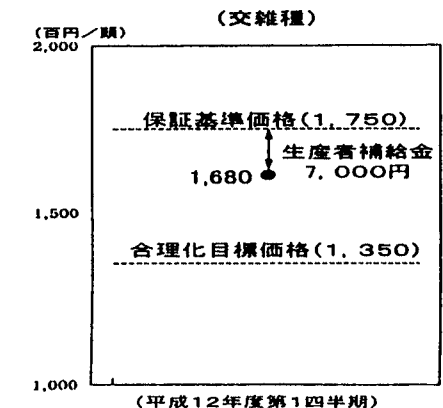 (交雑種)
(百円/頭)
2,000
保証基準価格(1,750)
生産者補給金
1,680
7,000円
1,500
合理化目標価格(1,350)
1,000
(平成12年度第1四半期)